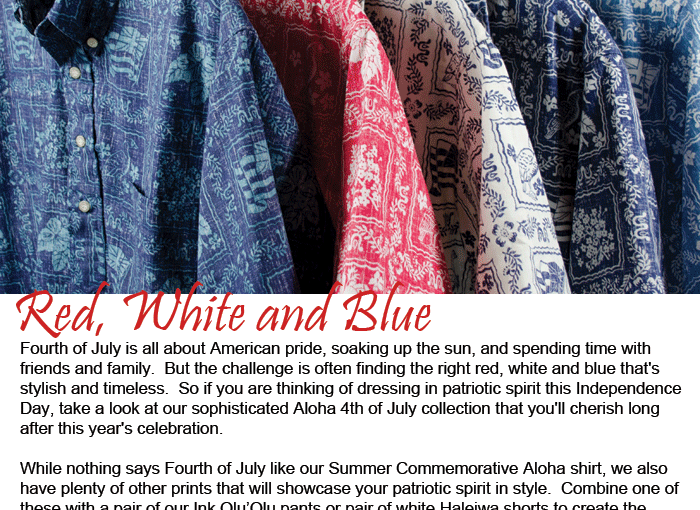 Red, White and Blue
Fourth of July is all about American pride, soaking up the sun, and spending time with
friends and family.  But the challenge is often finding the right red, white and blue that's
stylish and timeless.  So if you are thinking of dressing in patriotic spirit this Independence
Day, take a look at our sophisticated Aloha 4th of July collection that you'll cherish long
after this year's celebration.
While nothing says Fourth of July like our Summer Commemorative Aloha shirt, we also
have plenty of other prints that will showcase your patriotic spirit in style.  Combine one of
these with a pair of our Ink Olu’Olu pants or pair of white Haleiwa shorts to create the